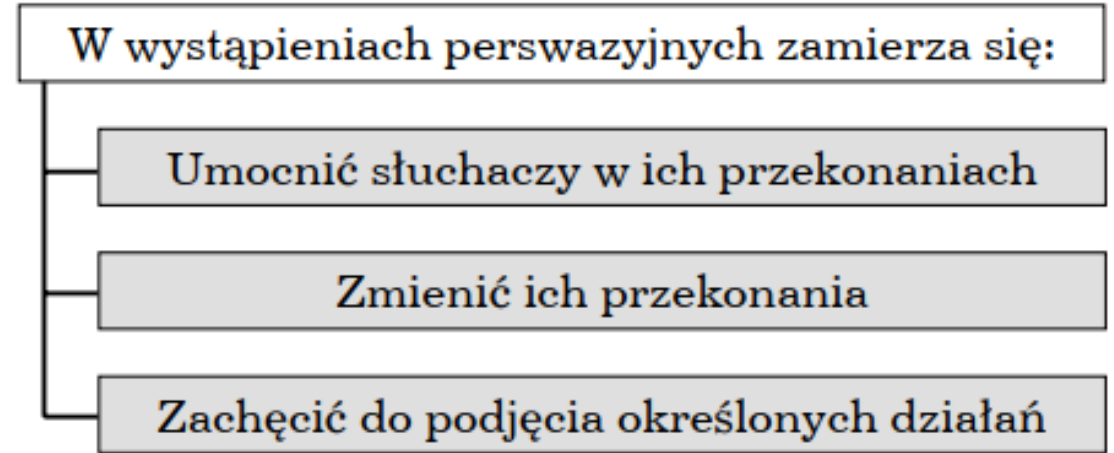 W wystąpieniach perswazyjnych zamierza się:
Umocnić słuchaczy w ich przekonaniach
Zmienić ich przekonania
Zachęcić do podjęcia określonych działań